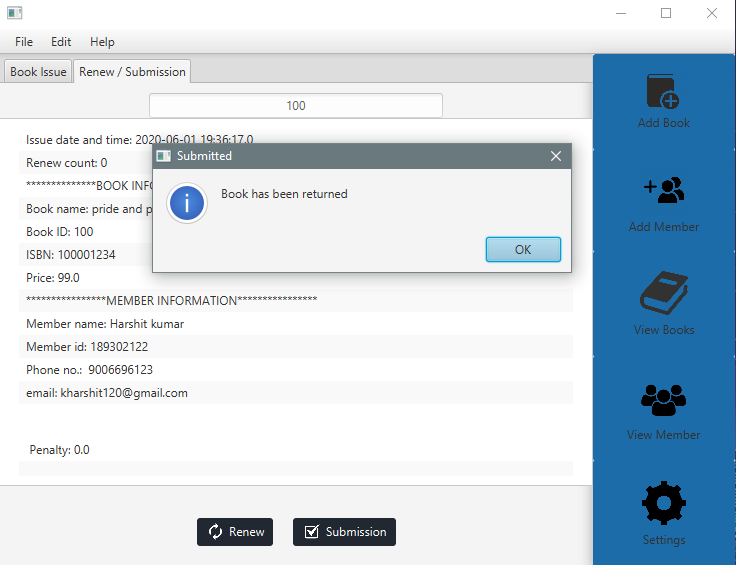 File Edit Help
Book Issue Renew / Submission
100
Issue date and time: 2020-06-01 19:36:17.0
Renew count: 0
**************BOOK
Book name: pride and
Book ID: 100
ISBN: 100001234
Price: 99.0
****************MEMBER INFORMATION****************
Member name: Harshit kumar
Member id: 189302122
Phone no.: 9006696123
email: kharshit120@gmail.com
Penalty: 0.0
Renew Submission
Submitted
Book has been returned
OK
Add Book
Add Member
View Books
View Member
Settings